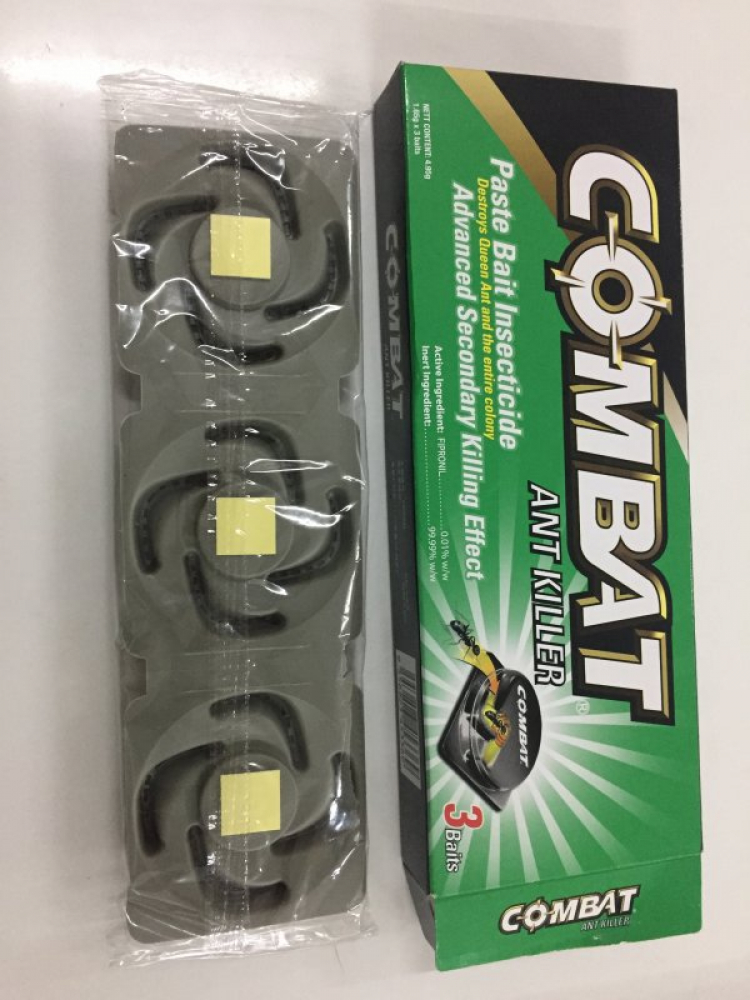 COMBAT®
ANT KILLER
Paste Bait Insecticide
Destroys Queen Ant and the entire colony
Advanced Secondary Killing Effect
Active Ingredient: FIPRONIL..................0.01% w/w
Inert Ingredient:..................99.99% w/w
NETT CONTENT: 4.95g
1.65g x 3 baits
COMBAT
3 Baits
COMBAT
ANT KILLER
COMBAT
ANT KILLER